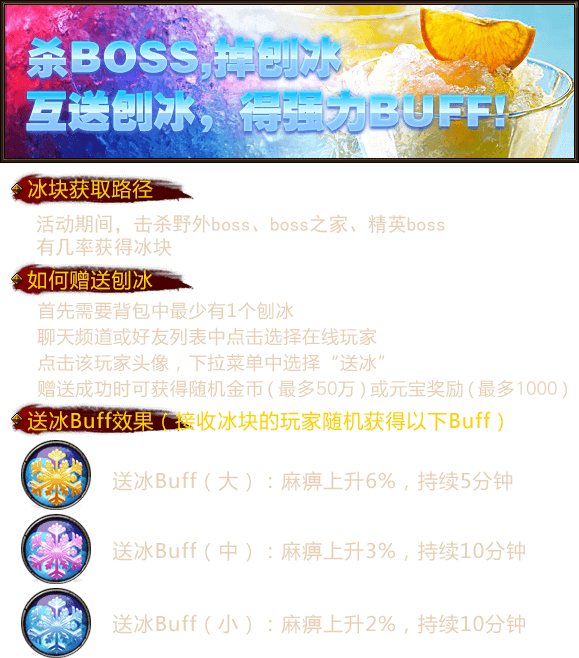 杀BOSS,掉刨冰
互送刨冰，得强力BUFF!
冰块获取路径
活动期间，击杀野外boss、boss之家、精英boss
有几率获得冰块
如何赠送刨冰
首先需要背包中最少有1个刨冰
聊天频道或好友列表中点击选择在线玩家
点击该玩家头像，下拉菜单中选择“送冰”
赠送成功时可获得随机金币(最多50万)或元宝奖励(最多1000)
送冰Buff效果(接收冰块的玩家随机获得以下Buff)
送冰Buff(大)：麻痹上升6%，持续5分钟
送冰Buff(中)：麻痹上升3%，持续10分钟
送冰Buff(小)：麻痹上升2%，持续10分钟